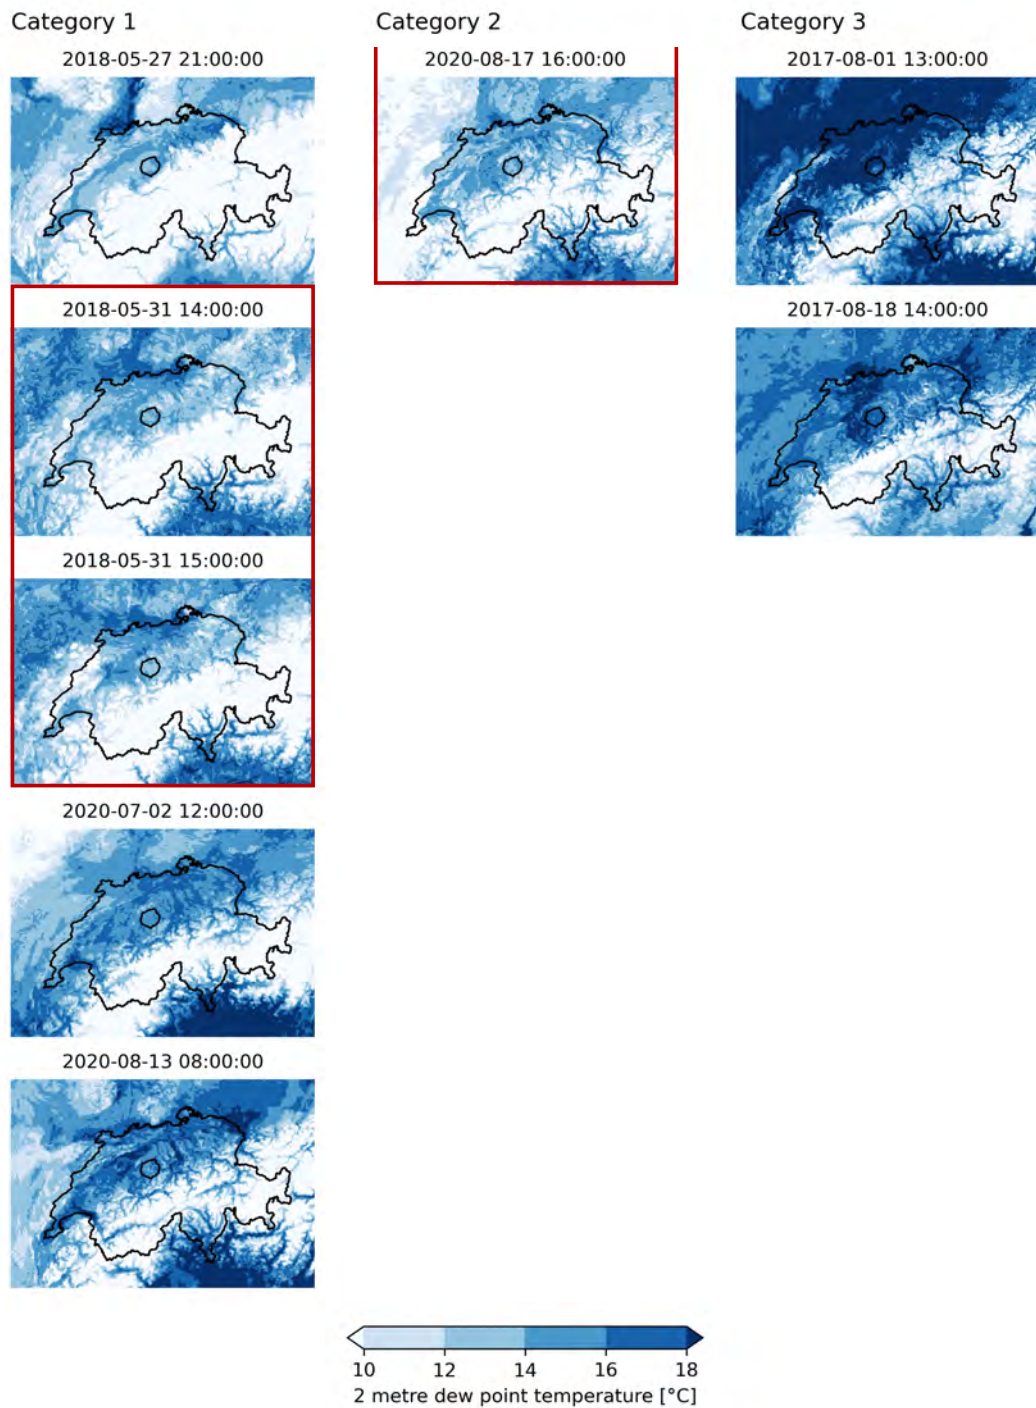 Category 1
Category 2
Category 3
2018-05-27 21:00:00
2020-08-17 16:00:00
2017-08-01 13:00:00
2018-05-31 14:00:00
2017-08-18 14:00:00
2018-05-31 15:00:00
2020-07-02 12:00:00
2020-08-13 08:00:00
10 12 14 16 18
2 metre dew point temperature [°C]